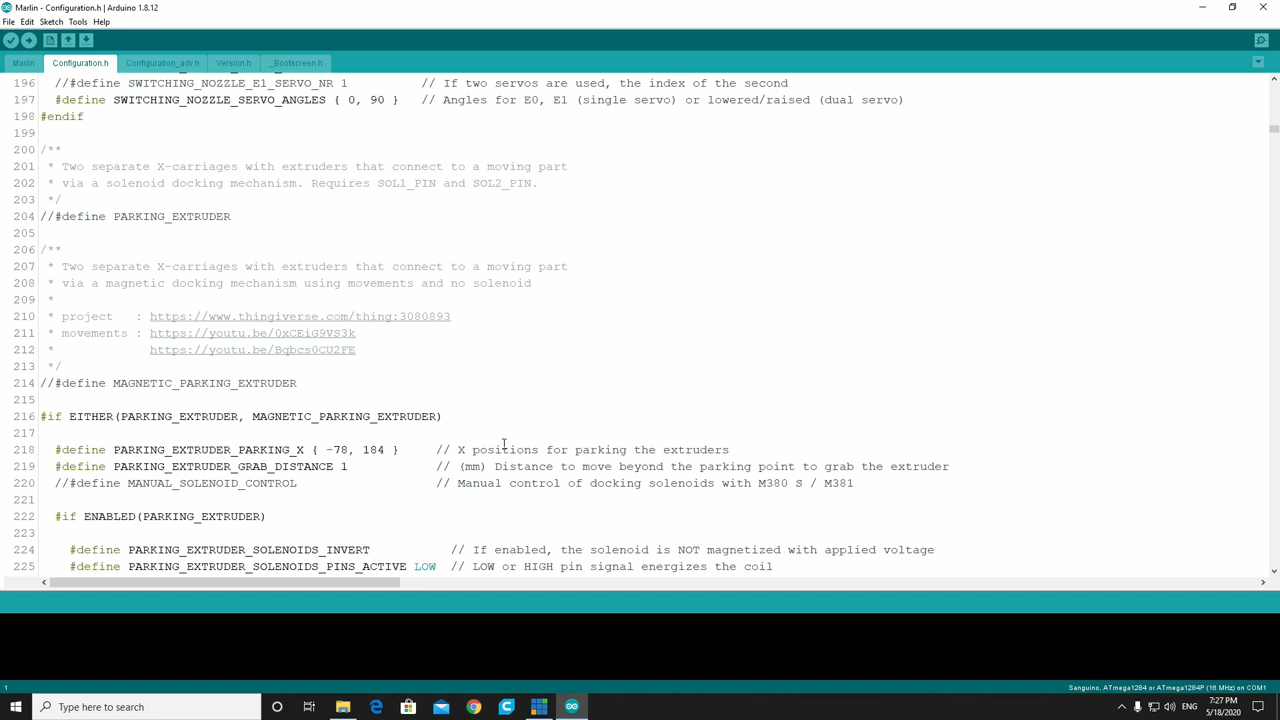 Marlin - Configuration.h | Arduino 1.8.12
File Edit Sketch Tools Help
Marlin Configuration.h Configuration_adv.h Version.h _Bootscreen.h
196 //#define SWITCHING_NOZZLE_E1_SERVO_NR 1 // If two servos are used, the index of the second
197 #define SWITCHING_NOZZLE_SERVO_ANGLES { 0, 90 } // Angles for E0, E1 (single servo) or lowered/raised (dual servo)
198 #endif
199
200 /**
201 * Two separate X-carriages with extruders that connect to a moving part
202 * via a solenoid docking mechanism. Requires SOL1_PIN and SOL2_PIN.
203 */
204 //#define PARKING_EXTRUDER
205
206 /**
207 * Two separate X-carriages with extruders that connect to a moving part
208 * via a magnetic docking mechanism using movements and no solenoid
209 *
210 * project : https://www.thingiverse.com/thing:3080893
211 * movements : https://youtu.be/0xCEiG9VS3k
212 * https://youtu.be/Bqbcs0CU2FE
213 */
214 //#define MAGNETIC_PARKING_EXTRUDER
215
216 #if EITHER(PARKING_EXTRUDER, MAGNETIC_PARKING_EXTRUDER)
217
218 #define PARKING_EXTRUDER_PARKING_X { -78, 184 } // X positions for parking the extruders
219 #define PARKING_EXTRUDER_GRAB_DISTANCE 1 // (mm) Distance to move beyond the parking point to grab the extruder
220 //#define MANUAL_SOLENOID_CONTROL // Manual control of docking solenoids with M380 S / M381
221
222 #if ENABLED(PARKING_EXTRUDER)
223
224 #define PARKING_EXTRUDER_SOLENOIDS_INVERT // If enabled, the solenoid is NOT magnetized with applied voltage
225 #define PARKING_EXTRUDER_SOLENOIDS_PINS_ACTIVE LOW // LOW or HIGH pin signal energizes the coil
1 Sanguino, ATmega1284 or ATmega1284P (16 MHz) on COM1
Type here to search
ENG
7:27 PM
5/18/2020